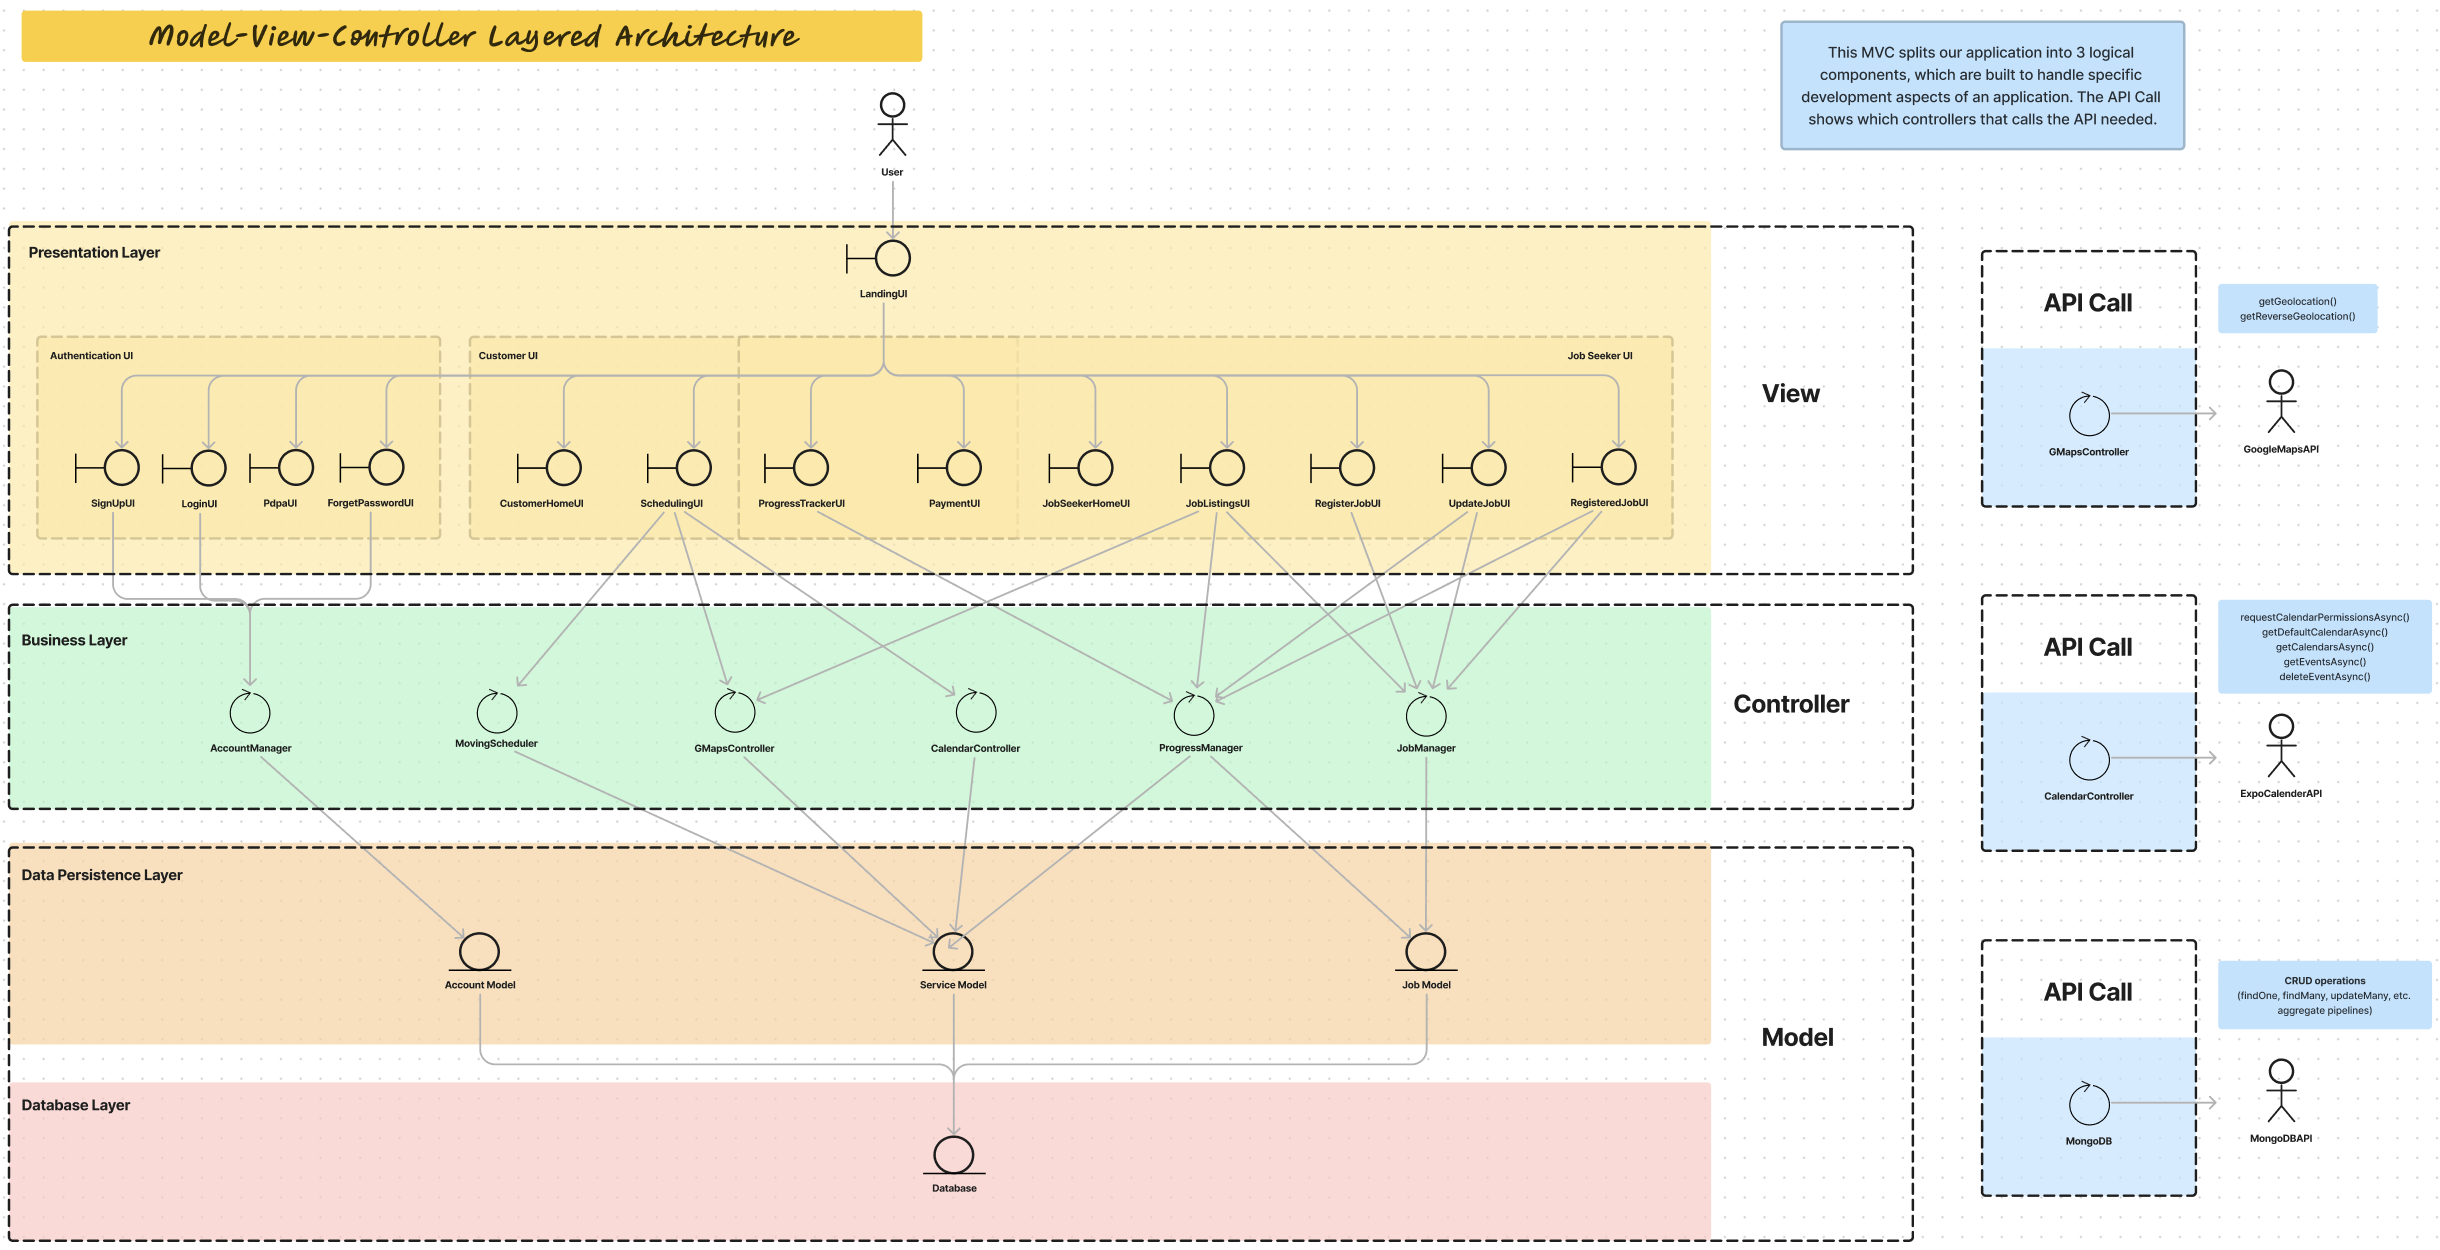 Model-View-Controller Layered Architecture
This MVC splits our application into 3 logical
components, which are built to handle specific
development aspects of an application. The API Call
shows which controllers that calls the API needed.
User
Presentation Layer
LandingUI
Authentication UI
Customer UI
Job Seeker UI
View
SignUpUI
LoginUI
PdpaUI
ForgetPasswordUI
CustomerHomeUI
SchedulingUI
ProgressTrackerUI
PaymentUI
JobSeekerHomeUI
JobListingsUI
RegisterJobUI
UpdateJobUI
RegisteredJobUI
Business Layer
Controller
AccountManager
MovingScheduler
GMapsController
CalendarController
ProgressManager
JobManager
Data Persistence Layer
Account Model
Service Model
Job Model
Model
Database Layer
Database
API Call
getGeolocation()
getReverseGeolocation()
GMapsController
GoogleMapsAPI
API Call
requestCalendarPermissionsAsync()
getDefaultCalendarAsync()
getCalendarsAsync()
getEventsAsync()
deleteEventAsync()
CalendarController
ExpoCalenderAPI
API Call
CRUD operations
(findOne, findMany, updateMany, etc.
aggregate pipelines)
MongoDB
MongoDBAPI